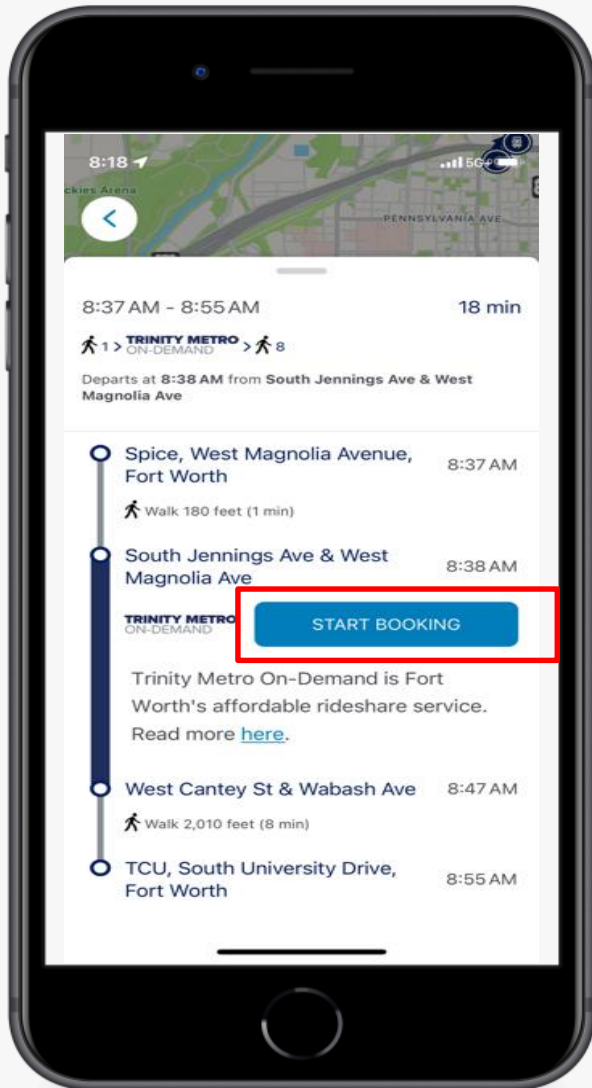 8:18
5G
ckies Arena
PENNSYLVANIA AVE
8:37 AM - 8:55 AM
18 min
1 > TRINITY METRO ON-DEMAND > 8
Departs at 8:38 AM from South Jennings Ave & West
Magnolia Ave
Spice, West Magnolia Avenue,
Fort Worth
8:37 AM
Walk 180 feet (1 min)
South Jennings Ave & West
Magnolia Ave
8:38 AM
TRINITY METRO
ON-DEMAND
START BOOKING
Trinity Metro On-Demand is Fort
Worth's affordable rideshare service.
Read more here.
West Cantey St & Wabash Ave
8:47 AM
Walk 2,010 feet (8 min)
TCU, South University Drive,
Fort Worth
8:55 AM